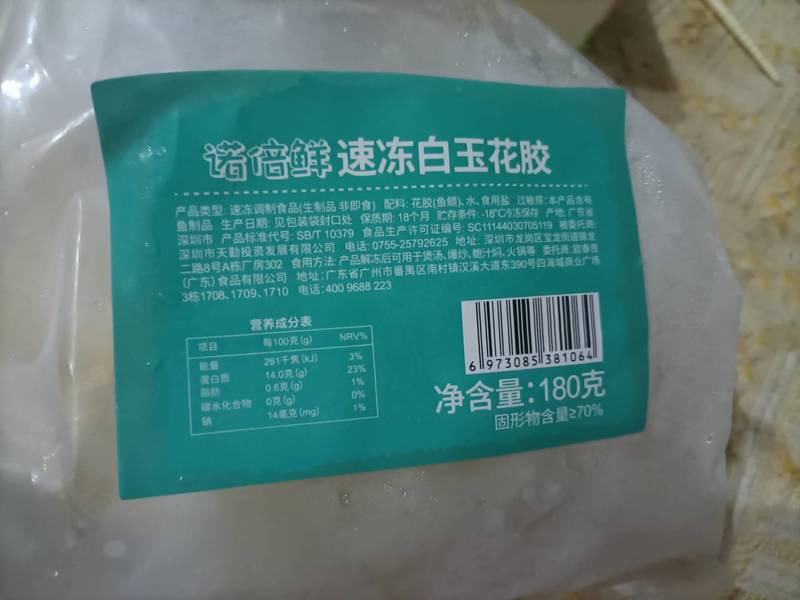 诺倍鲜 速冻白玉花胶
产品类型: 速冻调制食品(生制品 非即食) 配料: 花胶(鱼鳔)、水、食用盐 过敏原: 本产品含有
鱼制品 生产日期: 见包装袋封口处 保质期: 18个月 贮存条件: -18℃冷冻保存 产地: 广东省
深圳市 产品标准代号: SB/T 10379 食品生产许可证编号: SC11144030705119 被委托商:
深圳市天勤投资发展有限公司 电话: 0755-25792625 地址: 深圳市龙岗区宝龙街道锦龙
二路8号A栋厂房302 食用方法: 产品解冻后可用于煲汤、爆炒、鲍汁焖、火锅等 委托商:
(广东) 食品有限公司 地址: 广东省广州市番禺区南村镇汉溪大道东390号四海城商业广场
3栋1708、1709、1710 电话: 400 9688 223
营养成分表
项目 每100克(g) NRV%
能量 261千焦(kJ) 3%
蛋白质 14.0克(g) 23%
脂肪 0.6克(g) 1%
碳水化合物 0克(g) 0%
钠 14毫克(mg) 1%
6 973085 381064
净含量: 180克
固形物含量≥70%